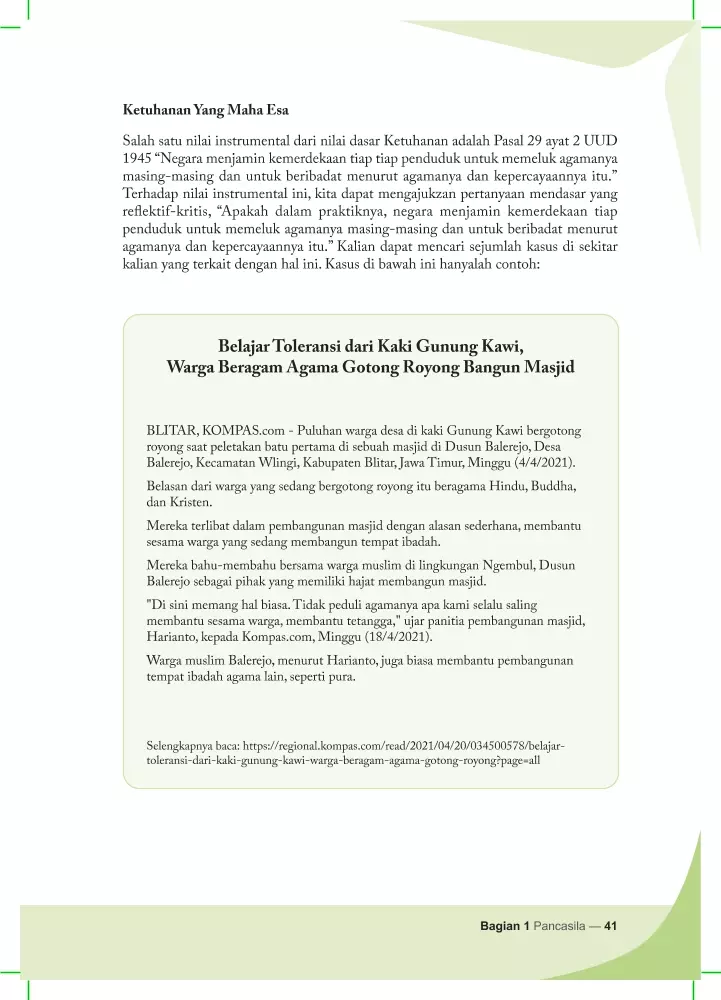 Ketuhanan Yang Maha Esa
Salah satu nilai instrumental dari nilai dasar Ketuhanan adalah Pasal 29 ayat 2 UUD
1945 “Negara menjamin kemerdekaan tiap tiap penduduk untuk memeluk agamanya
masing-masing dan untuk beribadat menurut agamanya dan kepercayaannya itu.”
Terhadap nilai instrumental ini, kita dapat mengajukzan pertanyaan mendasar yang
reflektif-kritis, “Apakah dalam praktiknya, negara menjamin kemerdekaan tiap
penduduk untuk memeluk agamanya masing-masing dan untuk beribadat menurut
agamanya dan kepercayaannya itu.” Kalian dapat mencari sejumlah kasus di sekitar
kalian yang terkait dengan hal ini. Kasus di bawah ini hanyalah contoh:
Belajar Toleransi dari Kaki Gunung Kawi,
Warga Beragam Agama Gotong Royong Bangun Masjid
BLITAR, KOMPAS.com - Puluhan warga desa di kaki Gunung Kawi bergotong
royong saat peletakan batu pertama di sebuah masjid di Dusun Balerejo, Desa
Balerejo, Kecamatan Wlingi, Kabupaten Blitar, Jawa Timur, Minggu (4/4/2021).
Belasan dari warga yang sedang bergotong royong itu beragama Hindu, Buddha,
dan Kristen.
Mereka terlibat dalam pembangunan masjid dengan alasan sederhana, membantu
sesama warga yang sedang membangun tempat ibadah.
Mereka bahu-membahu bersama warga muslim di lingkungan Ngembul, Dusun
Balerejo sebagai pihak yang memiliki hajat membangun masjid.
"Di sini memang hal biasa. Tidak peduli agamanya apa kami selalu saling
membantu sesama warga, membantu tetangga," ujar panitia pembangunan masjid,
Harianto, kepada Kompas.com, Minggu (18/4/2021).
Warga muslim Balerejo, menurut Harianto, juga biasa membantu pembangunan
tempat ibadah agama lain, seperti pura.
Selengkapnya baca: https://regional.kompas.com/read/2021/04/20/034500578/belajar-
toleransi-dari-kaki-gunung-kawi-warga-beragam-agama-gotong-royong?page=all
Bagian 1 Pancasila — 41